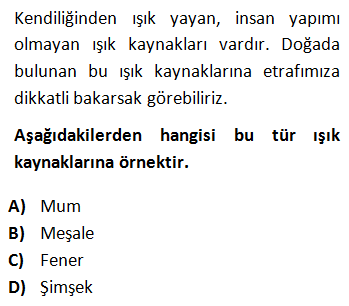 Kendiliğinden ışık yayan, insan yapımı
olmayan ışık kaynakları vardır. Doğada
bulunan bu ışık kaynaklarına etrafımıza
dikkatli bakarsak görebiliriz.
Aşağıdakilerden hangisi bu tür ışık
kaynaklarına örnektir.
A) Mum
B) Meşale
C) Fener
D) Şimşek